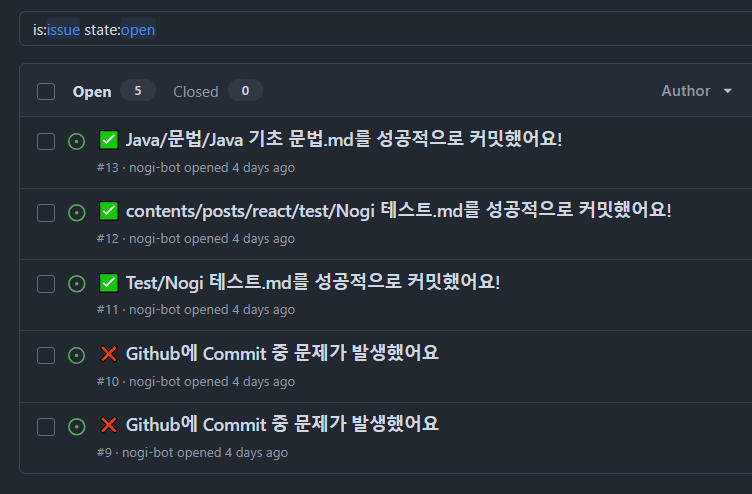 is:issue state:open
Open 5 Closed 0 Author
✅ Java/문법/Java 기초 문법.md를 성공적으로 커밋했어요!
#13 · nogi-bot opened 4 days ago
✅ contents/posts/react/test/Nogi 테스트.md를 성공적으로 커밋했어요!
#12 · nogi-bot opened 4 days ago
✅ Test/Nogi 테스트.md를 성공적으로 커밋했어요!
#11 · nogi-bot opened 4 days ago
❌ Github에 Commit 중 문제가 발생했어요
#10 · nogi-bot opened 4 days ago
❌ Github에 Commit 중 문제가 발생했어요
#9 · nogi-bot opened 4 days ago